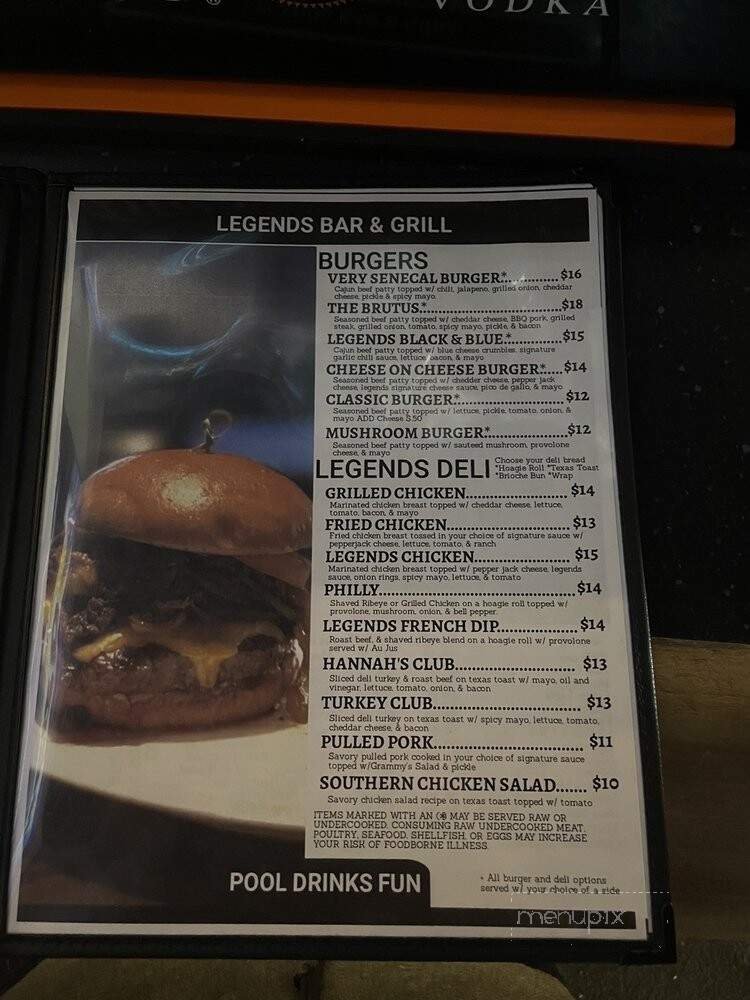 VODKA
LEGENDS BAR & GRILL
BURGERS
VERY SENECAL BURGER*............$16
Cajun beef patty topped w/ chili, jalapeno, grilled onion, cheddar
cheese, pickle & spicy mayo.
THE BRUTUS*............$18
Seasoned beef patty topped w/ cheddar cheese, BBQ pork, grilled
steak, grilled onion, tomato, spicy mayo, pickle, & bacon
LEGENDS BLACK & BLUE*............$15
Cajun beef patty topped w/ blue cheese crumbles, signature
garlic chili sauce, lettuce, bacon, & mayo
CHEESE ON CHEESE BURGER*....$14
Seasoned beef patty topped w/ chedder cheese, pepper jack
cheese, legends signature cheese sauce, pico de gallo, & mayo
CLASSIC BURGER*............$12
Seasoned beef patty topped w/ lettuce, pickle, tomato, onion, &
mayo ADD Cheese $.50
MUSHROOM BURGER*............$12
Seasoned beef patty topped w/ sauteed mushroom, provolone
cheese, & mayo
LEGENDS DELI
Choose your deli bread
*Hoagie Roll *Texas Toast
*Brioche Bun *Wrap
GRILLED CHICKEN............$14
Marinated chicken breast topped w/ cheddar cheese, lettuce,
tomato, bacon, & mayo
FRIED CHICKEN............$13
Fried chicken breast tossed in your choice of signature sauce w/
pepperjack cheese, lettuce, tomato, & ranch
LEGENDS CHICKEN............$15
Marinated chicken breast topped w/ pepper jack cheese, legends
sauce, onion rings, spicy mayo, lettuce, & tomato
PHILLY............$14
Shaved Ribeye or Grilled Chicken on a hoagie roll topped w/
provolone, mushroom, onion, & bell pepper.
LEGENDS FRENCH DIP............$14
Roast beef, & shaved ribeye blend on a hoagie roll w/ provolone
served w/ Au Jus
HANNAH'S CLUB............$13
Sliced deli turkey & roast beef on texas toast w/ mayo, oil and
vinegar, lettuce, tomato, onion, & bacon
TURKEY CLUB............$13
Sliced deli turkey on texas toast w/ spicy mayo, lettuce, tomato,
cheddar cheese, & bacon
PULLED PORK............$11
Savory pulled pork cooked in your choice of signature sauce
topped w/Grammy's Salad & pickle
SOUTHERN CHICKEN SALAD.......$10
Savory chicken salad recipe on texas toast topped w/ tomato
ITEMS MARKED WITH AN (*) MAY BE SERVED RAW OR
UNDERCOOKED. CONSUMING RAW UNDERCOOKED MEAT,
POULTRY, SEAFOOD, SHELLFISH, OR EGGS MAY INCREASE
YOUR RISK OF FOODBORNE ILLNESS.
POOL DRINKS FUN
* All burger and deli options
served w/ your choice of a side
menupix